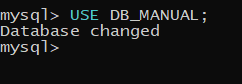 mysql> USE DB_MANUAL;
Database changed
mysql>